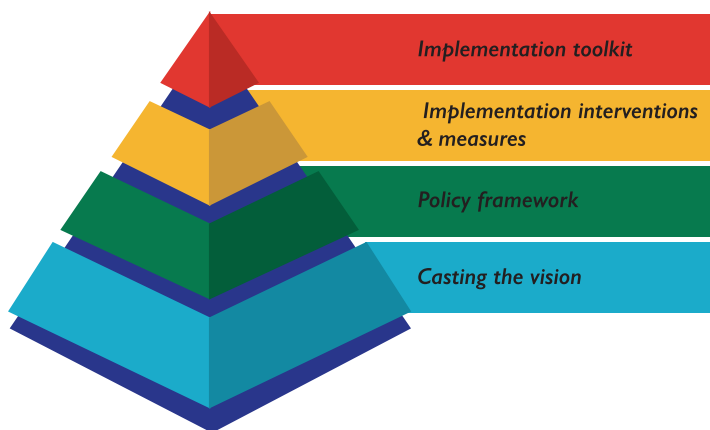 Implementation toolkit
Implementation interventions
& measures
Policy framework
Casting the vision